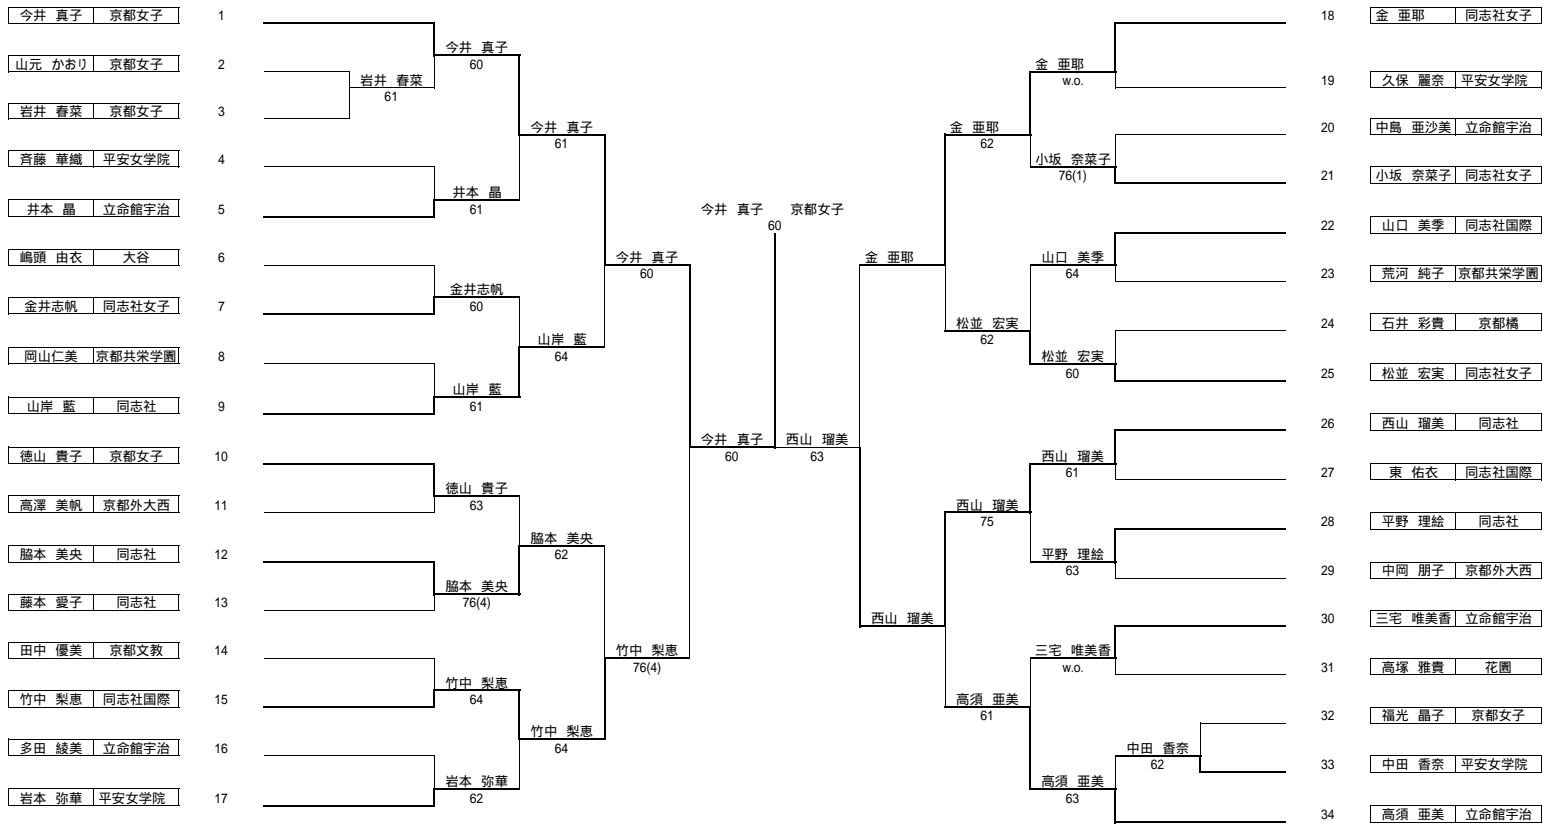 今井 真子 京都女子 1
山元 かおり 京都女子 2
岩井 春菜 京都女子 3
斉藤 華織 平安女学院 4
井本 晶 立命館宇治 5
嶋頭 由衣 大谷 6
金井志帆 同志社女子 7
岡山仁美 京都共栄学園 8
山岸 藍 同志社 9
徳山 貴子 京都女子 10
高澤 美帆 京都外大西 11
脇本 美央 同志社 12
藤本 愛子 同志社 13
田中 優美 京都文教 14
竹中 梨恵 同志社国際 15
多田 綾美 立命館宇治 16
岩本 弥華 平安女学院 17
岩井 春菜
61
今井 真子
60
井本 晶
61
金井志帆
60
山岸 藍
61
徳山 貴子
63
脇本 美央
76(4)
竹中 梨恵
64
岩本 弥華
62
今井 真子
61
山岸 藍
64
脇本 美央
62
竹中 梨恵
64
今井 真子
60
竹中 梨恵
76(4)
今井 真子
60
今井 真子 京都女子
60
西山 瑠美
63
金 亜耶
西山 瑠美
金 亜耶
62
松並 宏実
62
西山 瑠美
75
高須 亜美
61
金 亜耶
w.o.
小坂 奈菜子
76(1)
山口 美季
64
松並 宏実
60
西山 瑠美
61
平野 理絵
63
三宅 唯美香
w.o.
高須 亜美
63
中田 香奈
62
18 金 亜耶 同志社女子
19 久保 麗奈 平安女学院
20 中島 亜沙美 立命館宇治
21 小坂 奈菜子 同志社女子
22 山口 美季 同志社国際
23 荒河 純子 京都共栄学園
24 石井 彩貴 京都橘
25 松並 宏実 同志社女子
26 西山 瑠美 同志社
27 東 佑衣 同志社国際
28 平野 理絵 同志社
29 中岡 朋子 京都外大西
30 三宅 唯美香 立命館宇治
31 高塚 雅貴 花園
32 福光 晶子 京都女子
33 中田 香奈 平安女学院
34 高須 亜美 立命館宇治